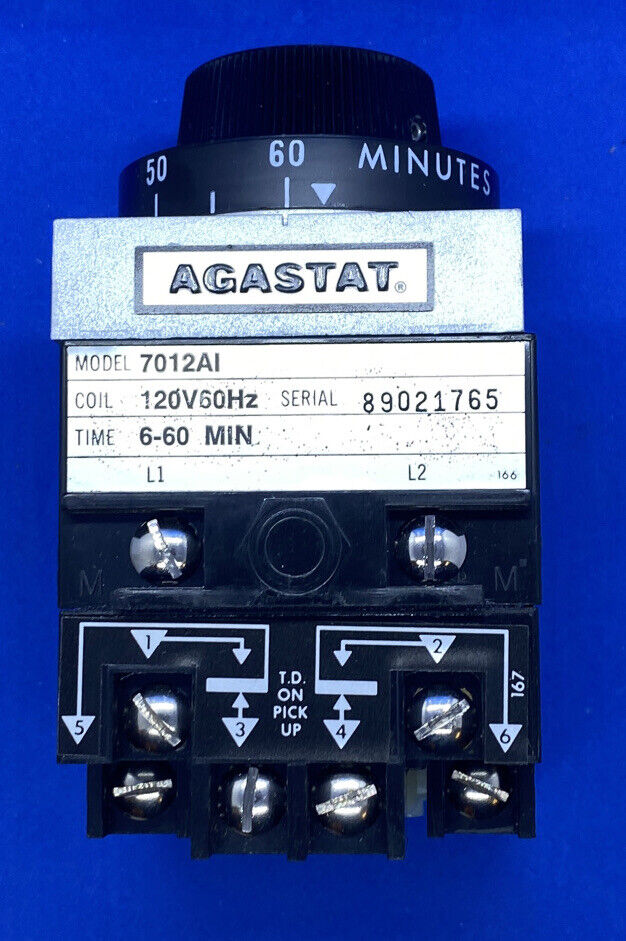 50 60 MINUTES
AGASTAT®
MODEL 7012AI
COIL 120V60Hz SERIAL 89021765
TIME 6-60 MIN
L1 L2 166
M M
1 2
T.D.
ON
PICK
UP
5 3 4 6
167